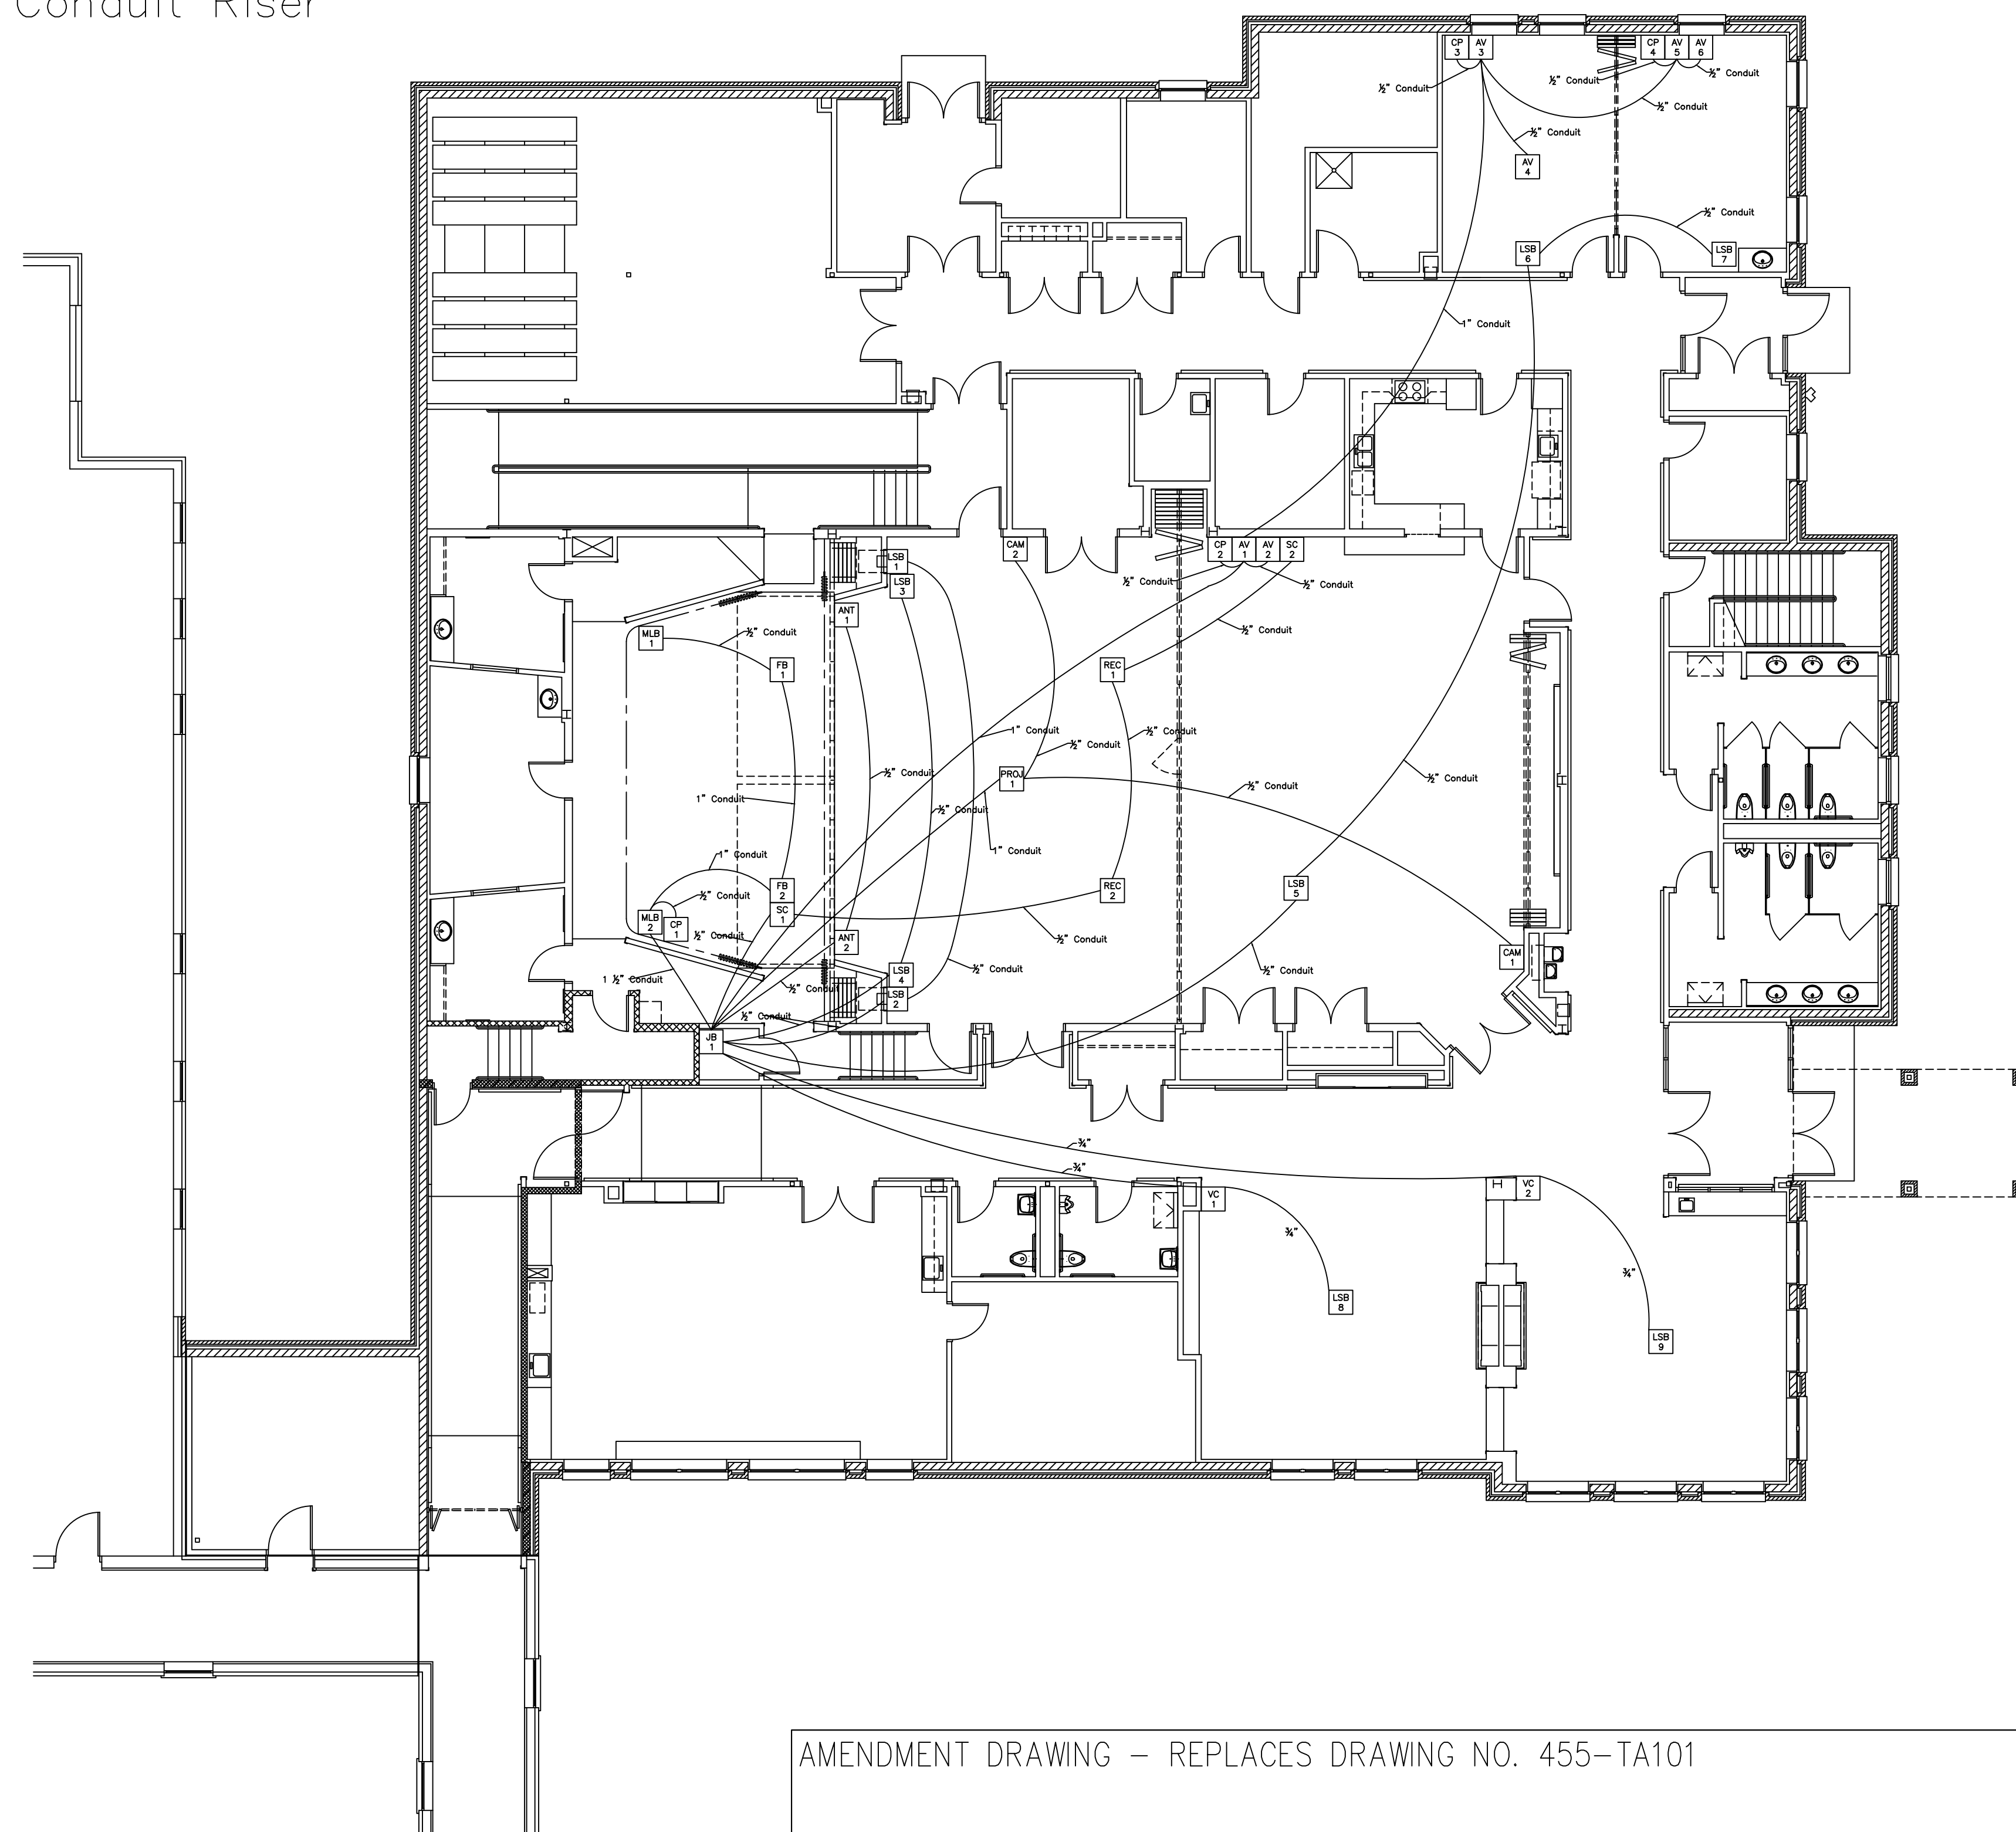 Conduit Riser
CP 3
AV 3
CP 4
AV 5
AV 6
½" Conduit
½" Conduit
½" Conduit
½" Conduit
½" Conduit
AV 4
½" Conduit
LSB 6
LSB 7
1" Conduit
LSB 1
CAM 2
CP 2
AV 1
AV 2
SC 2
LSB 3
½" Conduit
½" Conduit
ANT 1
MLB 1
½" Conduit
½" Conduit
FB 1
REC 1
1" Conduit
½" Conduit
½" Conduit
½" Conduit
PROJ 1
½" Conduit
½" Conduit
1" Conduit
½" Conduit
1" Conduit
1" Conduit
FB 2
REC 2
LSB 5
½" Conduit
SC 1
MLB 2
CP 1
½" Conduit
½" Conduit
ANT 2
CAM 1
1 ½" Conduit
LSB 4
½" Conduit
½" Conduit
½" Conduit
LSB 2
½" Conduit
JB 1
¾"
¾"
VC 1
H
VC 2
¾"
¾"
LSB 8
LSB 9
AMENDMENT DRAWING – REPLACES DRAWING NO. 455–TA101